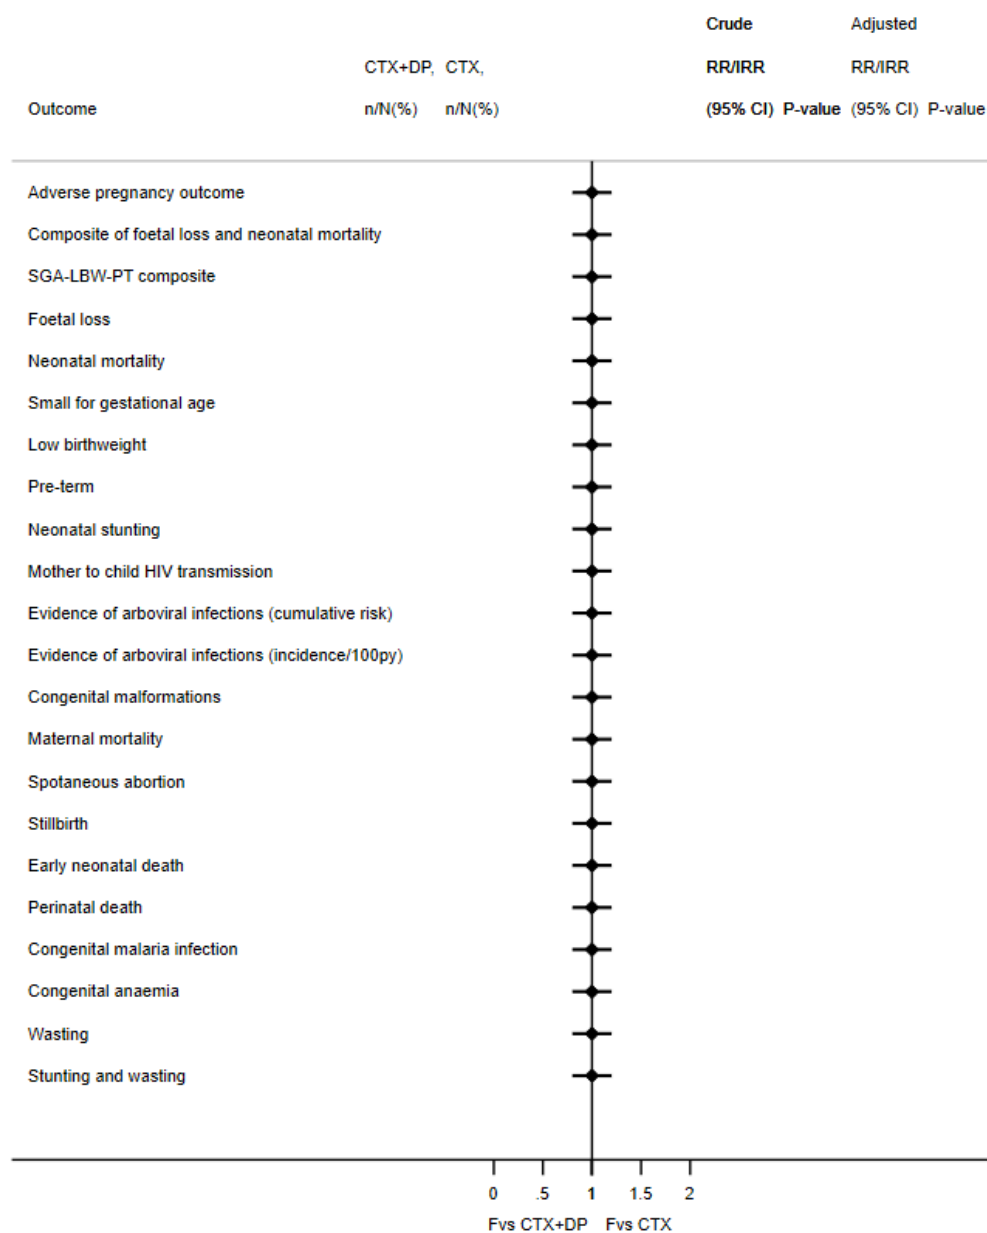 Crude Adjusted
CTX+DP, CTX, RR/IRR RR/IRR
Outcome n/N(%) n/N(%) (95% CI) P-value (95% CI) P-value
Adverse pregnancy outcome
Composite of foetal loss and neonatal mortality
SGA-LBW-PT composite
Foetal loss
Neonatal mortality
Small for gestational age
Low birthweight
Pre-term
Neonatal stunting
Mother to child HIV transmission
Evidence of arboviral infections (cumulative risk)
Evidence of arboviral infections (incidence/100py)
Congenital malformations
Maternal mortality
Spotaneous abortion
Stillbirth
Early neonatal death
Perinatal death
Congenital malaria infection
Congenital anaemia
Wasting
Stunting and wasting
0 .5 1 1.5 2
Fvs CTX+DP Fvs CTX